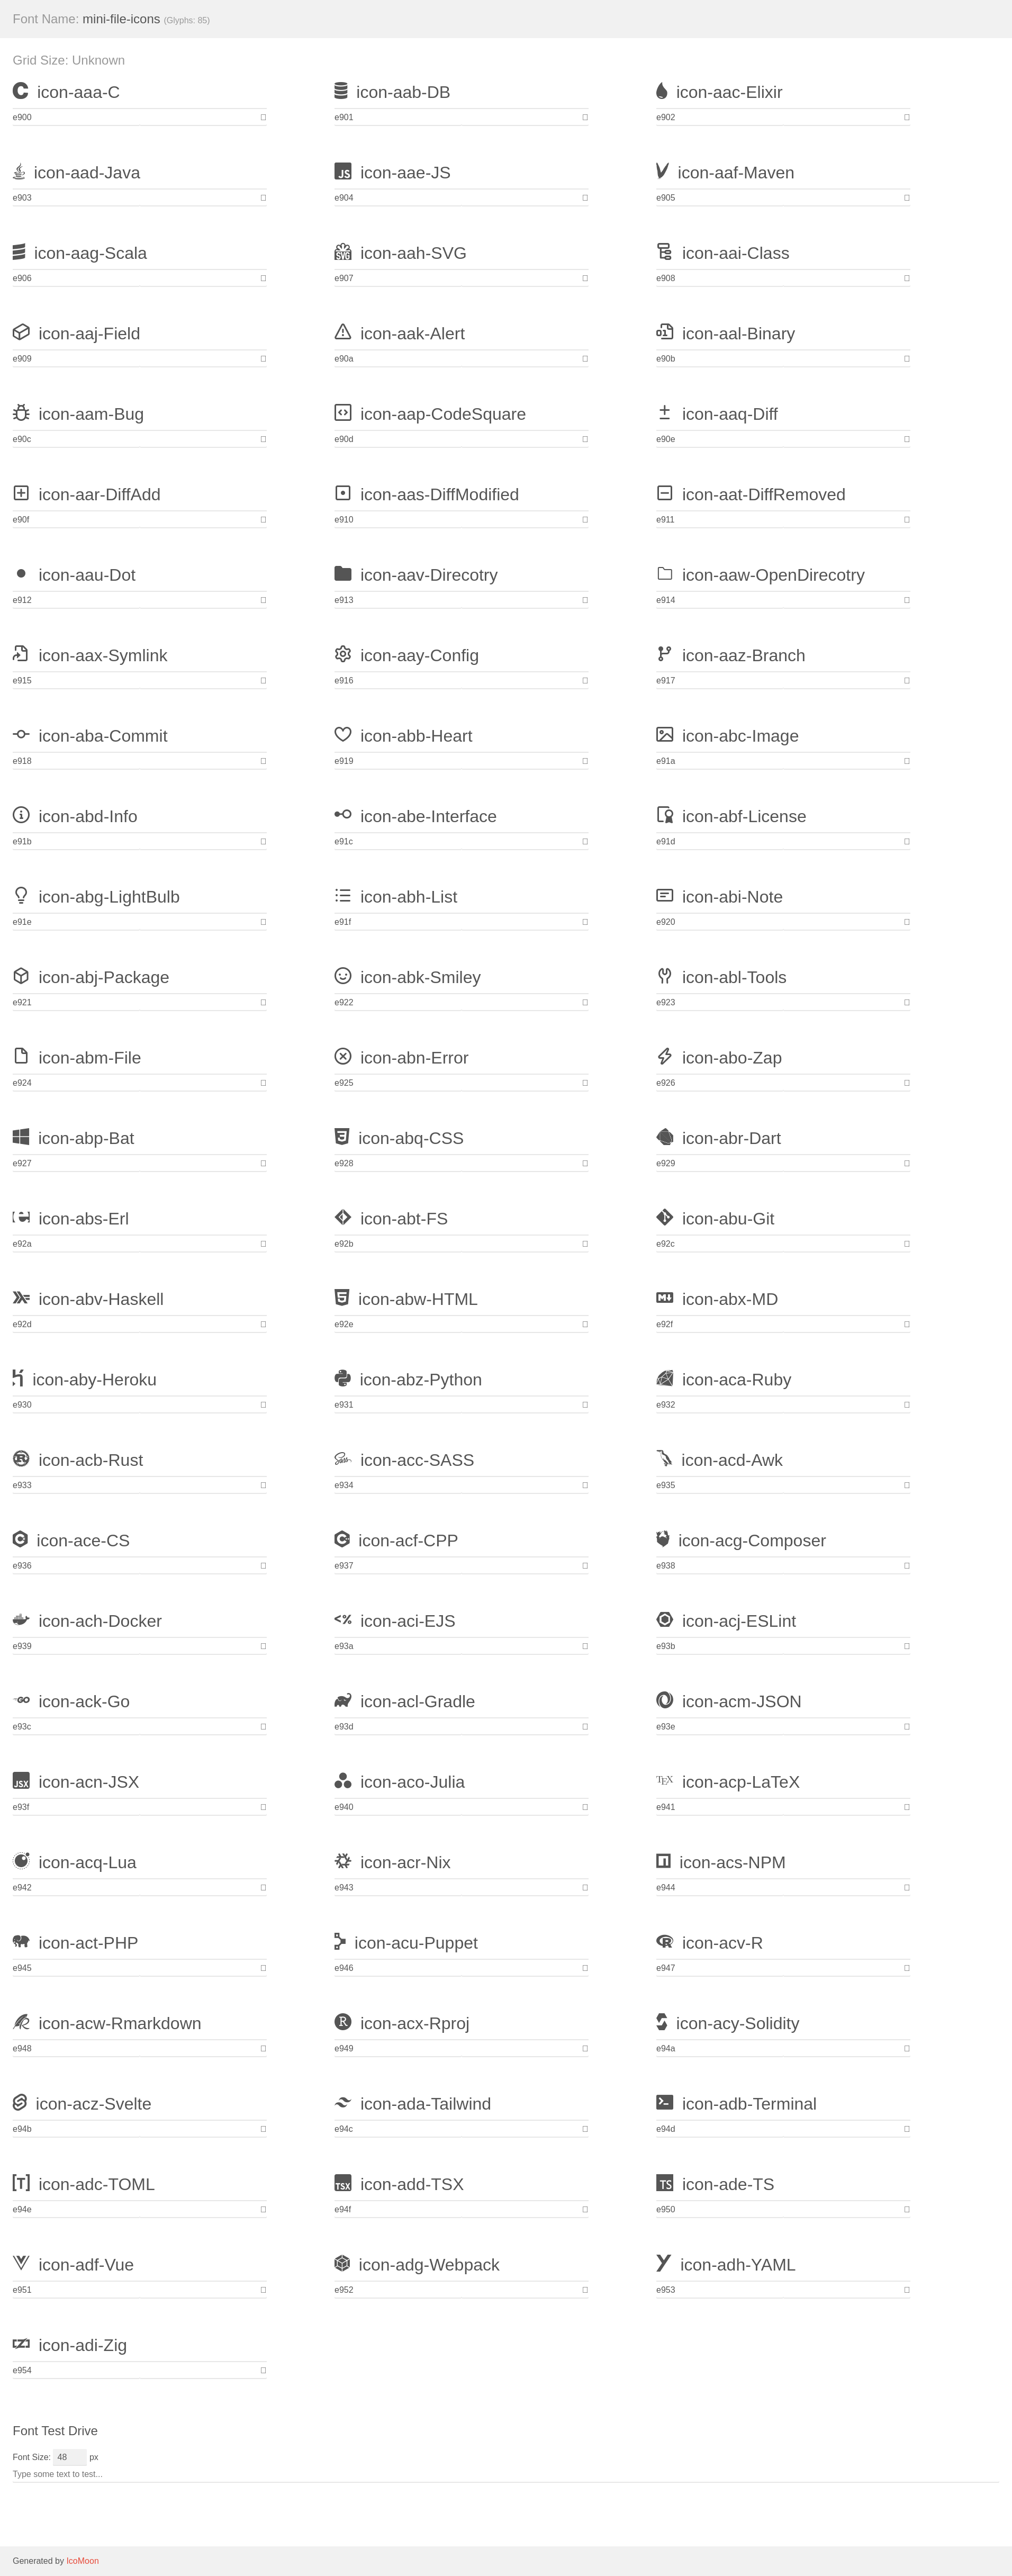 Font Name: mini-file-icons (Glyphs: 85)
Grid Size: Unknown
icon-aaa-C icon-aab-DB icon-aac-Elixir
e900 e901 e902
icon-aad-Java icon-aae-JS icon-aaf-Maven
e903 e904 e905
icon-aag-Scala icon-aah-SVG icon-aai-Class
e906 e907 e908
icon-aaj-Field icon-aak-Alert icon-aal-Binary
e909 e90a e90b
icon-aam-Bug icon-aap-CodeSquare icon-aaq-Diff
e90c e90d e90e
icon-aar-DiffAdd icon-aas-DiffModified icon-aat-DiffRemoved
e90f e910 e911
icon-aau-Dot icon-aav-Direcotry icon-aaw-OpenDirecotry
e912 e913 e914
icon-aax-Symlink icon-aay-Config icon-aaz-Branch
e915 e916 e917
icon-aba-Commit icon-abb-Heart icon-abc-Image
e918 e919 e91a
icon-abd-Info icon-abe-Interface icon-abf-License
e91b e91c e91d
icon-abg-LightBulb icon-abh-List icon-abi-Note
e91e e91f e920
icon-abj-Package icon-abk-Smiley icon-abl-Tools
e921 e922 e923
icon-abm-File icon-abn-Error icon-abo-Zap
e924 e925 e926
icon-abp-Bat icon-abq-CSS icon-abr-Dart
e927 e928 e929
icon-abs-Erl icon-abt-FS icon-abu-Git
e92a e92b e92c
icon-abv-Haskell icon-abw-HTML icon-abx-MD
e92d e92e e92f
icon-aby-Heroku icon-abz-Python icon-aca-Ruby
e930 e931 e932
icon-acb-Rust icon-acc-SASS icon-acd-Awk
e933 e934 e935
icon-ace-CS icon-acf-CPP icon-acg-Composer
e936 e937 e938
icon-ach-Docker icon-aci-EJS icon-acj-ESLint
e939 e93a e93b
icon-ack-Go icon-acl-Gradle icon-acm-JSON
e93c e93d e93e
icon-acn-JSX icon-aco-Julia icon-acp-LaTeX
e93f e940 e941
icon-acq-Lua icon-acr-Nix icon-acs-NPM
e942 e943 e944
icon-act-PHP icon-acu-Puppet icon-acv-R
e945 e946 e947
icon-acw-Rmarkdown icon-acx-Rproj icon-acy-Solidity
e948 e949 e94a
icon-acz-Svelte icon-ada-Tailwind icon-adb-Terminal
e94b e94c e94d
icon-adc-TOML icon-add-TSX icon-ade-TS
e94e e94f e950
icon-adf-Vue icon-adg-Webpack icon-adh-YAML
e951 e952 e953
icon-adi-Zig
e954
Font Test Drive
Font Size: 48 px
Type some text to test...
Generated by IcoMoon